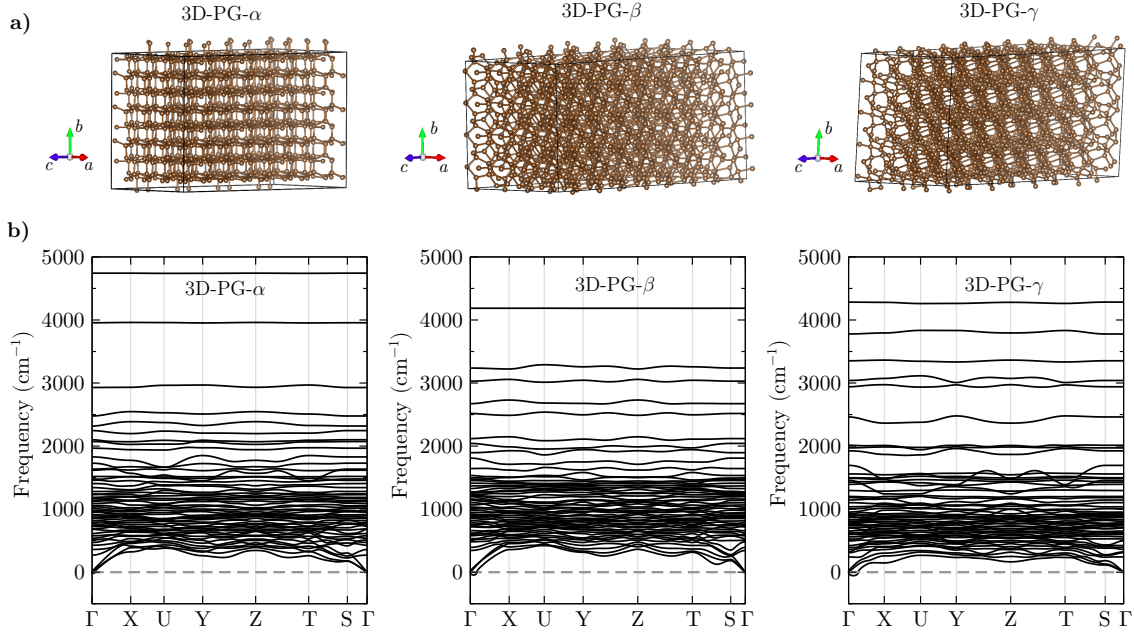 a)
3D-PG-α
3D-PG-β
3D-PG-γ
b
c
a
b
c
a
b
c
a
b)
Frequency (cm⁻¹)
5000
4000
3000
2000
1000
0
3D-PG-α
Γ X U Y Z T S Γ
Frequency (cm⁻¹)
5000
4000
3000
2000
1000
0
3D-PG-β
Γ X U Y Z T S Γ
Frequency (cm⁻¹)
5000
4000
3000
2000
1000
0
3D-PG-γ
Γ X U Y Z T S Γ